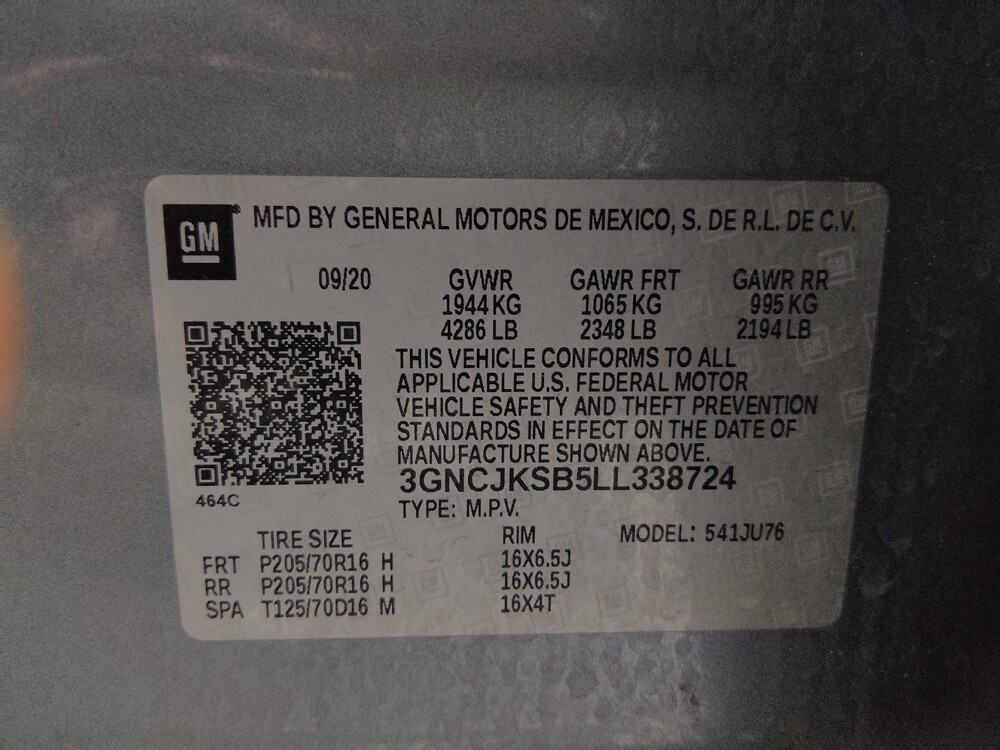 GM MFD BY GENERAL MOTORS DE MEXICO, S. DE R.L. DE C.V.
09/20 GVWR GAWR FRT GAWR RR
1944 KG 1065 KG 995 KG
4286 LB 2348 LB 2194 LB
THIS VEHICLE CONFORMS TO ALL
APPLICABLE U.S. FEDERAL MOTOR
VEHICLE SAFETY AND THEFT PREVENTION
STANDARDS IN EFFECT ON THE DATE OF
MANUFACTURE SHOWN ABOVE.
3GNCJKSB5LL338724
464C
TYPE: M.P.V.
TIRE SIZE RIM MODEL: 541JU76
FRT P205/70R16 H 16X6.5J
RR P205/70R16 H 16X6.5J
SPA T125/70D16 M 16X4T